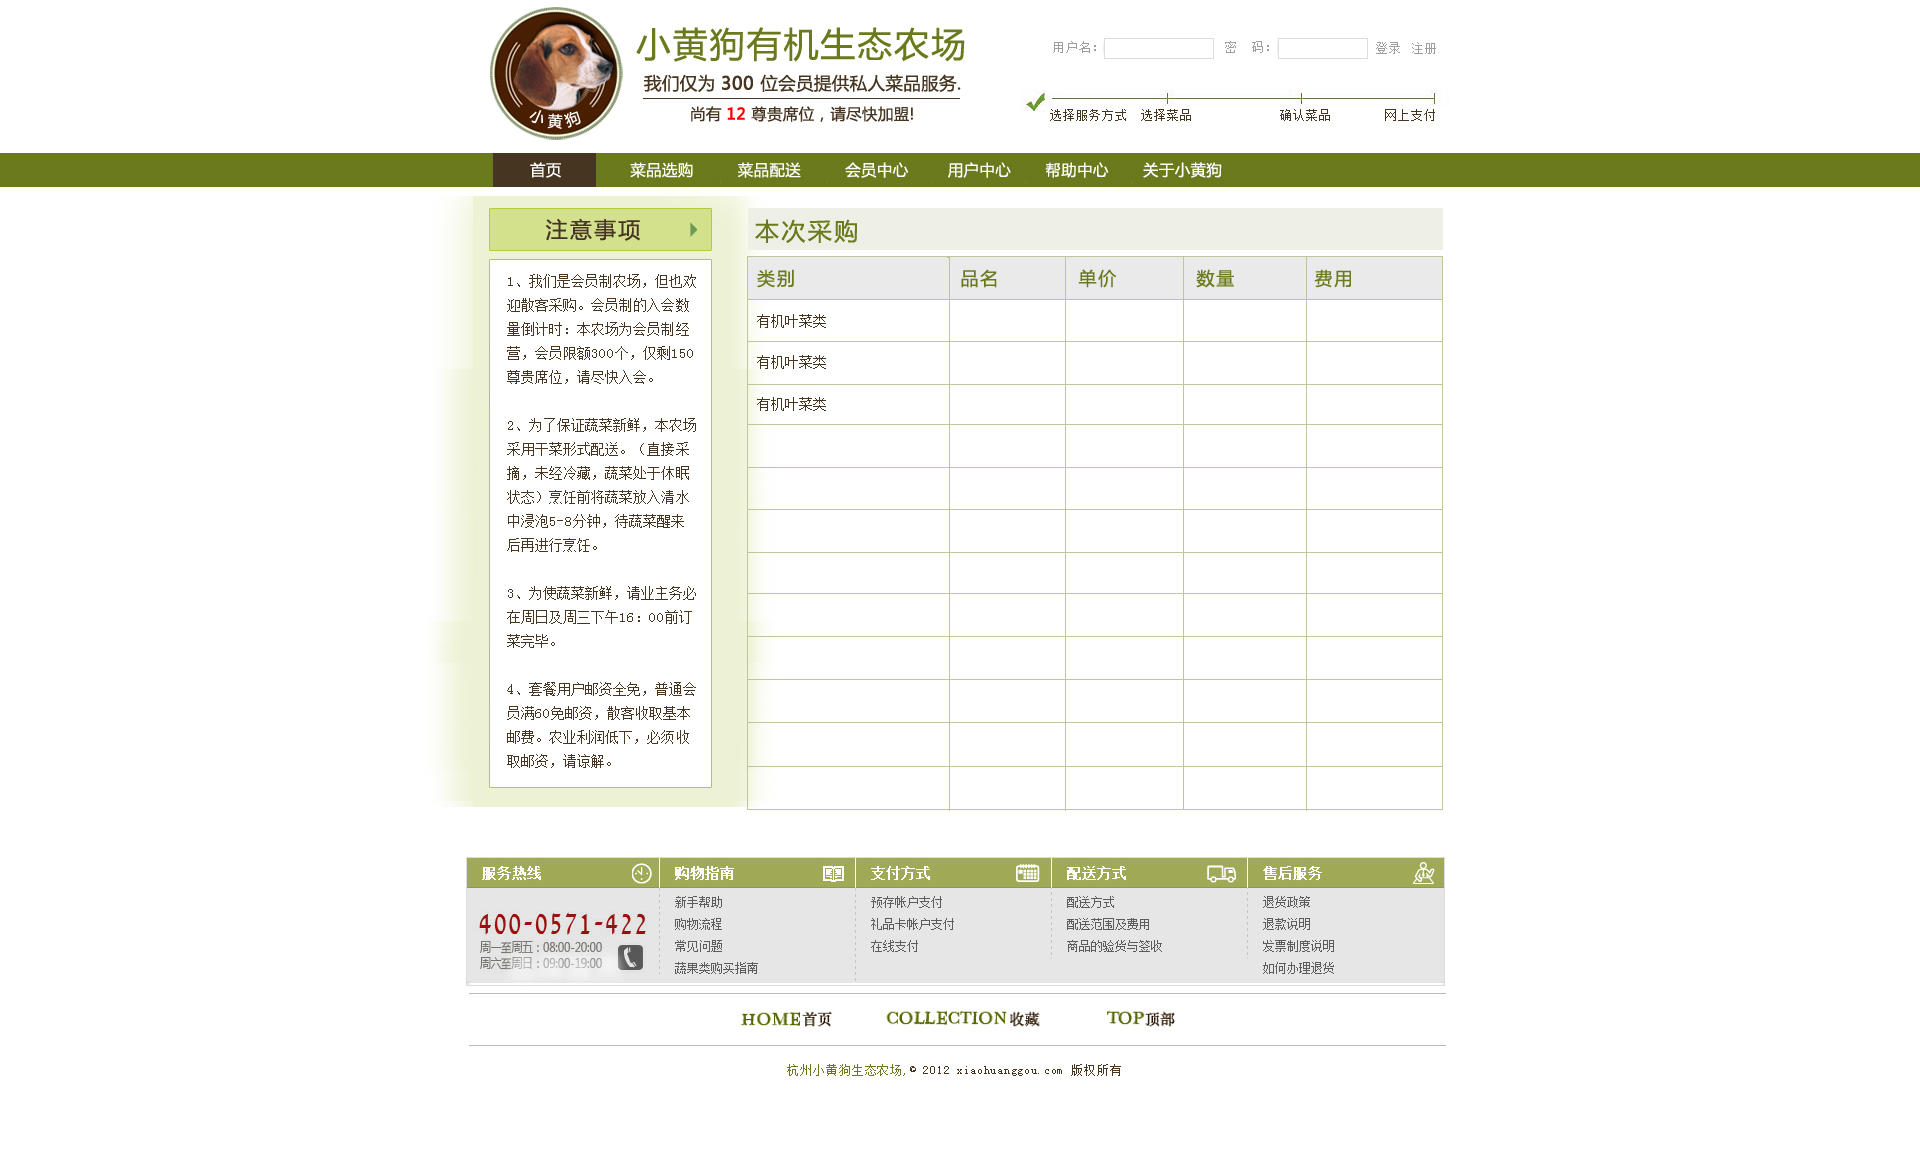 小黄狗有机生态农场
我们仅为 300 位会员提供私人菜品服务.
尚有 12 尊贵席位，请尽快加盟!
小黄狗
用户名： 密 码： 登录 注册
选择服务方式 选择菜品 确认菜品 网上支付
首页 菜品选购 菜品配送 会员中心 用户中心 帮助中心 关于小黄狗
注意事项
1、我们是会员制农场，但也欢
迎散客采购。会员制的入会数
量倒计时：本农场为会员制经
营，会员限额300个，仅剩150
尊贵席位，请尽快入会。
2、为了保证蔬菜新鲜，本农场
采用干菜形式配送。（直接采
摘，未经冷藏，蔬菜处于休眠
状态）烹饪前将蔬菜放入清水
中浸泡5-8分钟，待蔬菜醒来
后再进行烹饪。
3、为使蔬菜新鲜，请业主务必
在周日及周三下午16：00前订
菜完毕。
4、套餐用户邮资全免，普通会
员满60免邮资，散客收取基本
邮费。农业利润低下，必须收
取邮资，请谅解。
本次采购
类别 品名 单价 数量 费用
有机叶菜类
有机叶菜类
有机叶菜类
服务热线
400-0571-422
周一至周五：08:00-20:00
周六至周日：09:00-19:00
购物指南
新手帮助
购物流程
常见问题
蔬果类购买指南
支付方式
预存帐户支付
礼品卡帐户支付
在线支付
配送方式
配送方式
配送范围及费用
商品的验货与签收
售后服务
退货政策
退款说明
发票制度说明
如何办理退货
HOME首页 COLLECTION收藏 TOP顶部
杭州小黄狗生态农场,© 2012 xiaohuanggou.com 版权所有